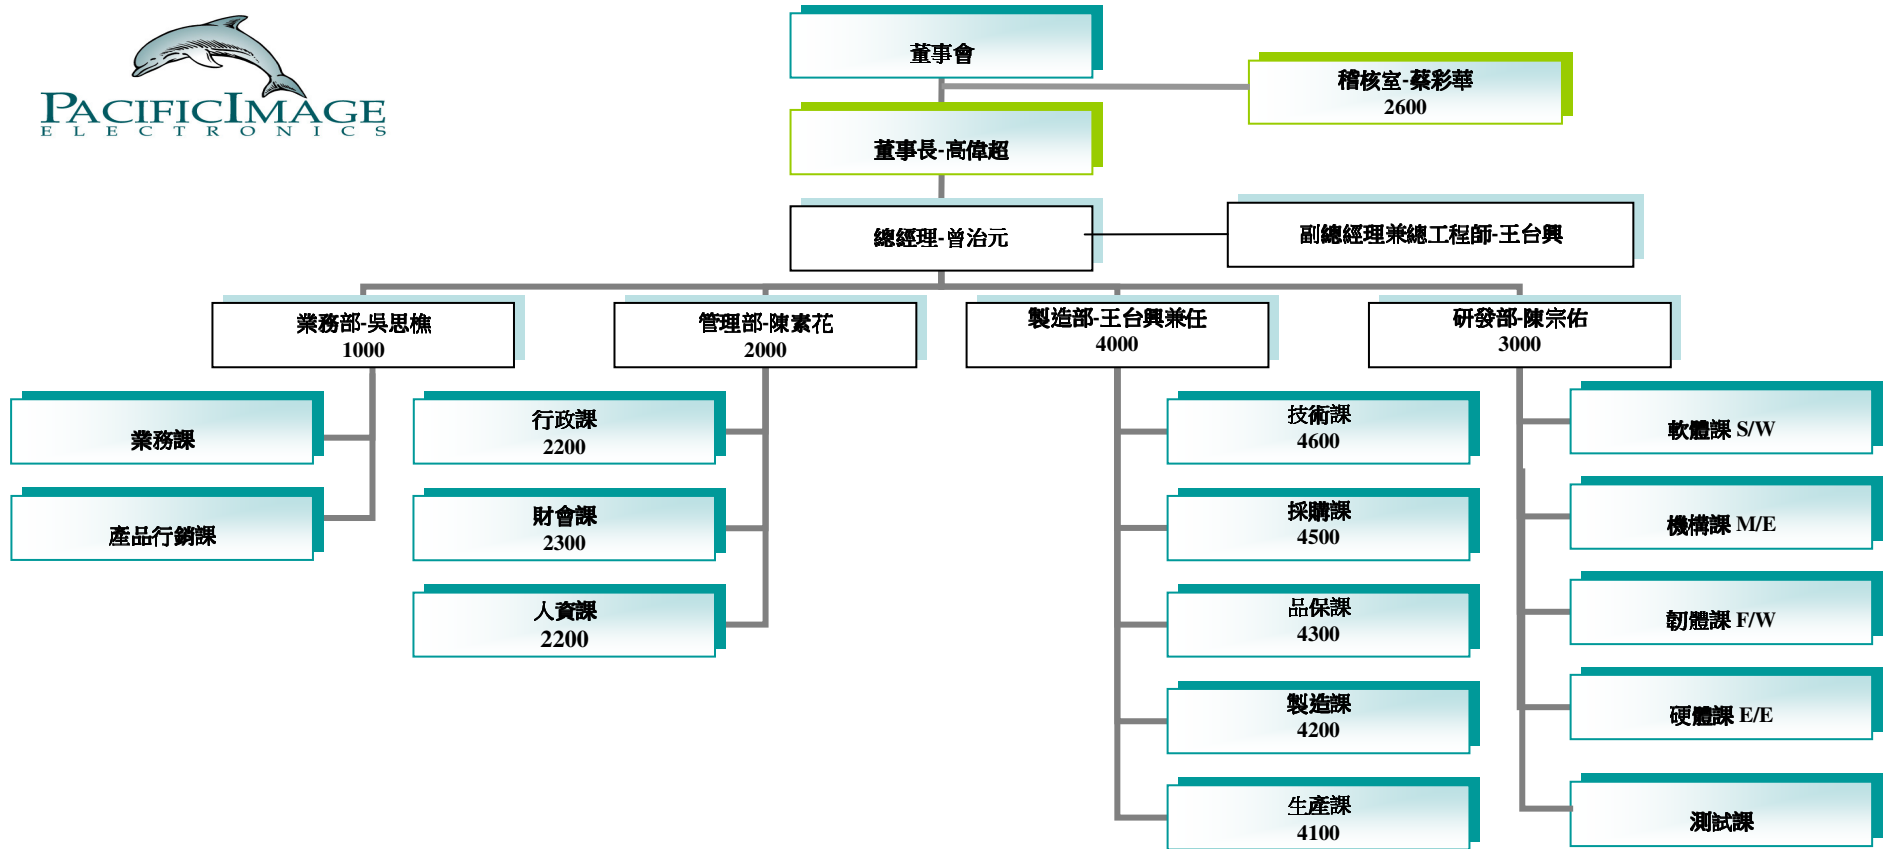 PACIFICIMAGE
ELECTRONICS
董事會
稽核室-蔡彩華
2600
董事長-高偉超
總經理-曾治元
副總經理兼總工程師-王台興
業務部-吳思樵
1000
管理部-陳素花
2000
製造部-王台興兼任
4000
研發部-陳宗佑
3000
業務課
產品行銷課
行政課
2200
財會課
2300
人資課
2200
技術課
4600
採購課
4500
品保課
4300
製造課
4200
生產課
4100
軟體課 S/W
機構課 M/E
韌體課 F/W
硬體課 E/E
測試課